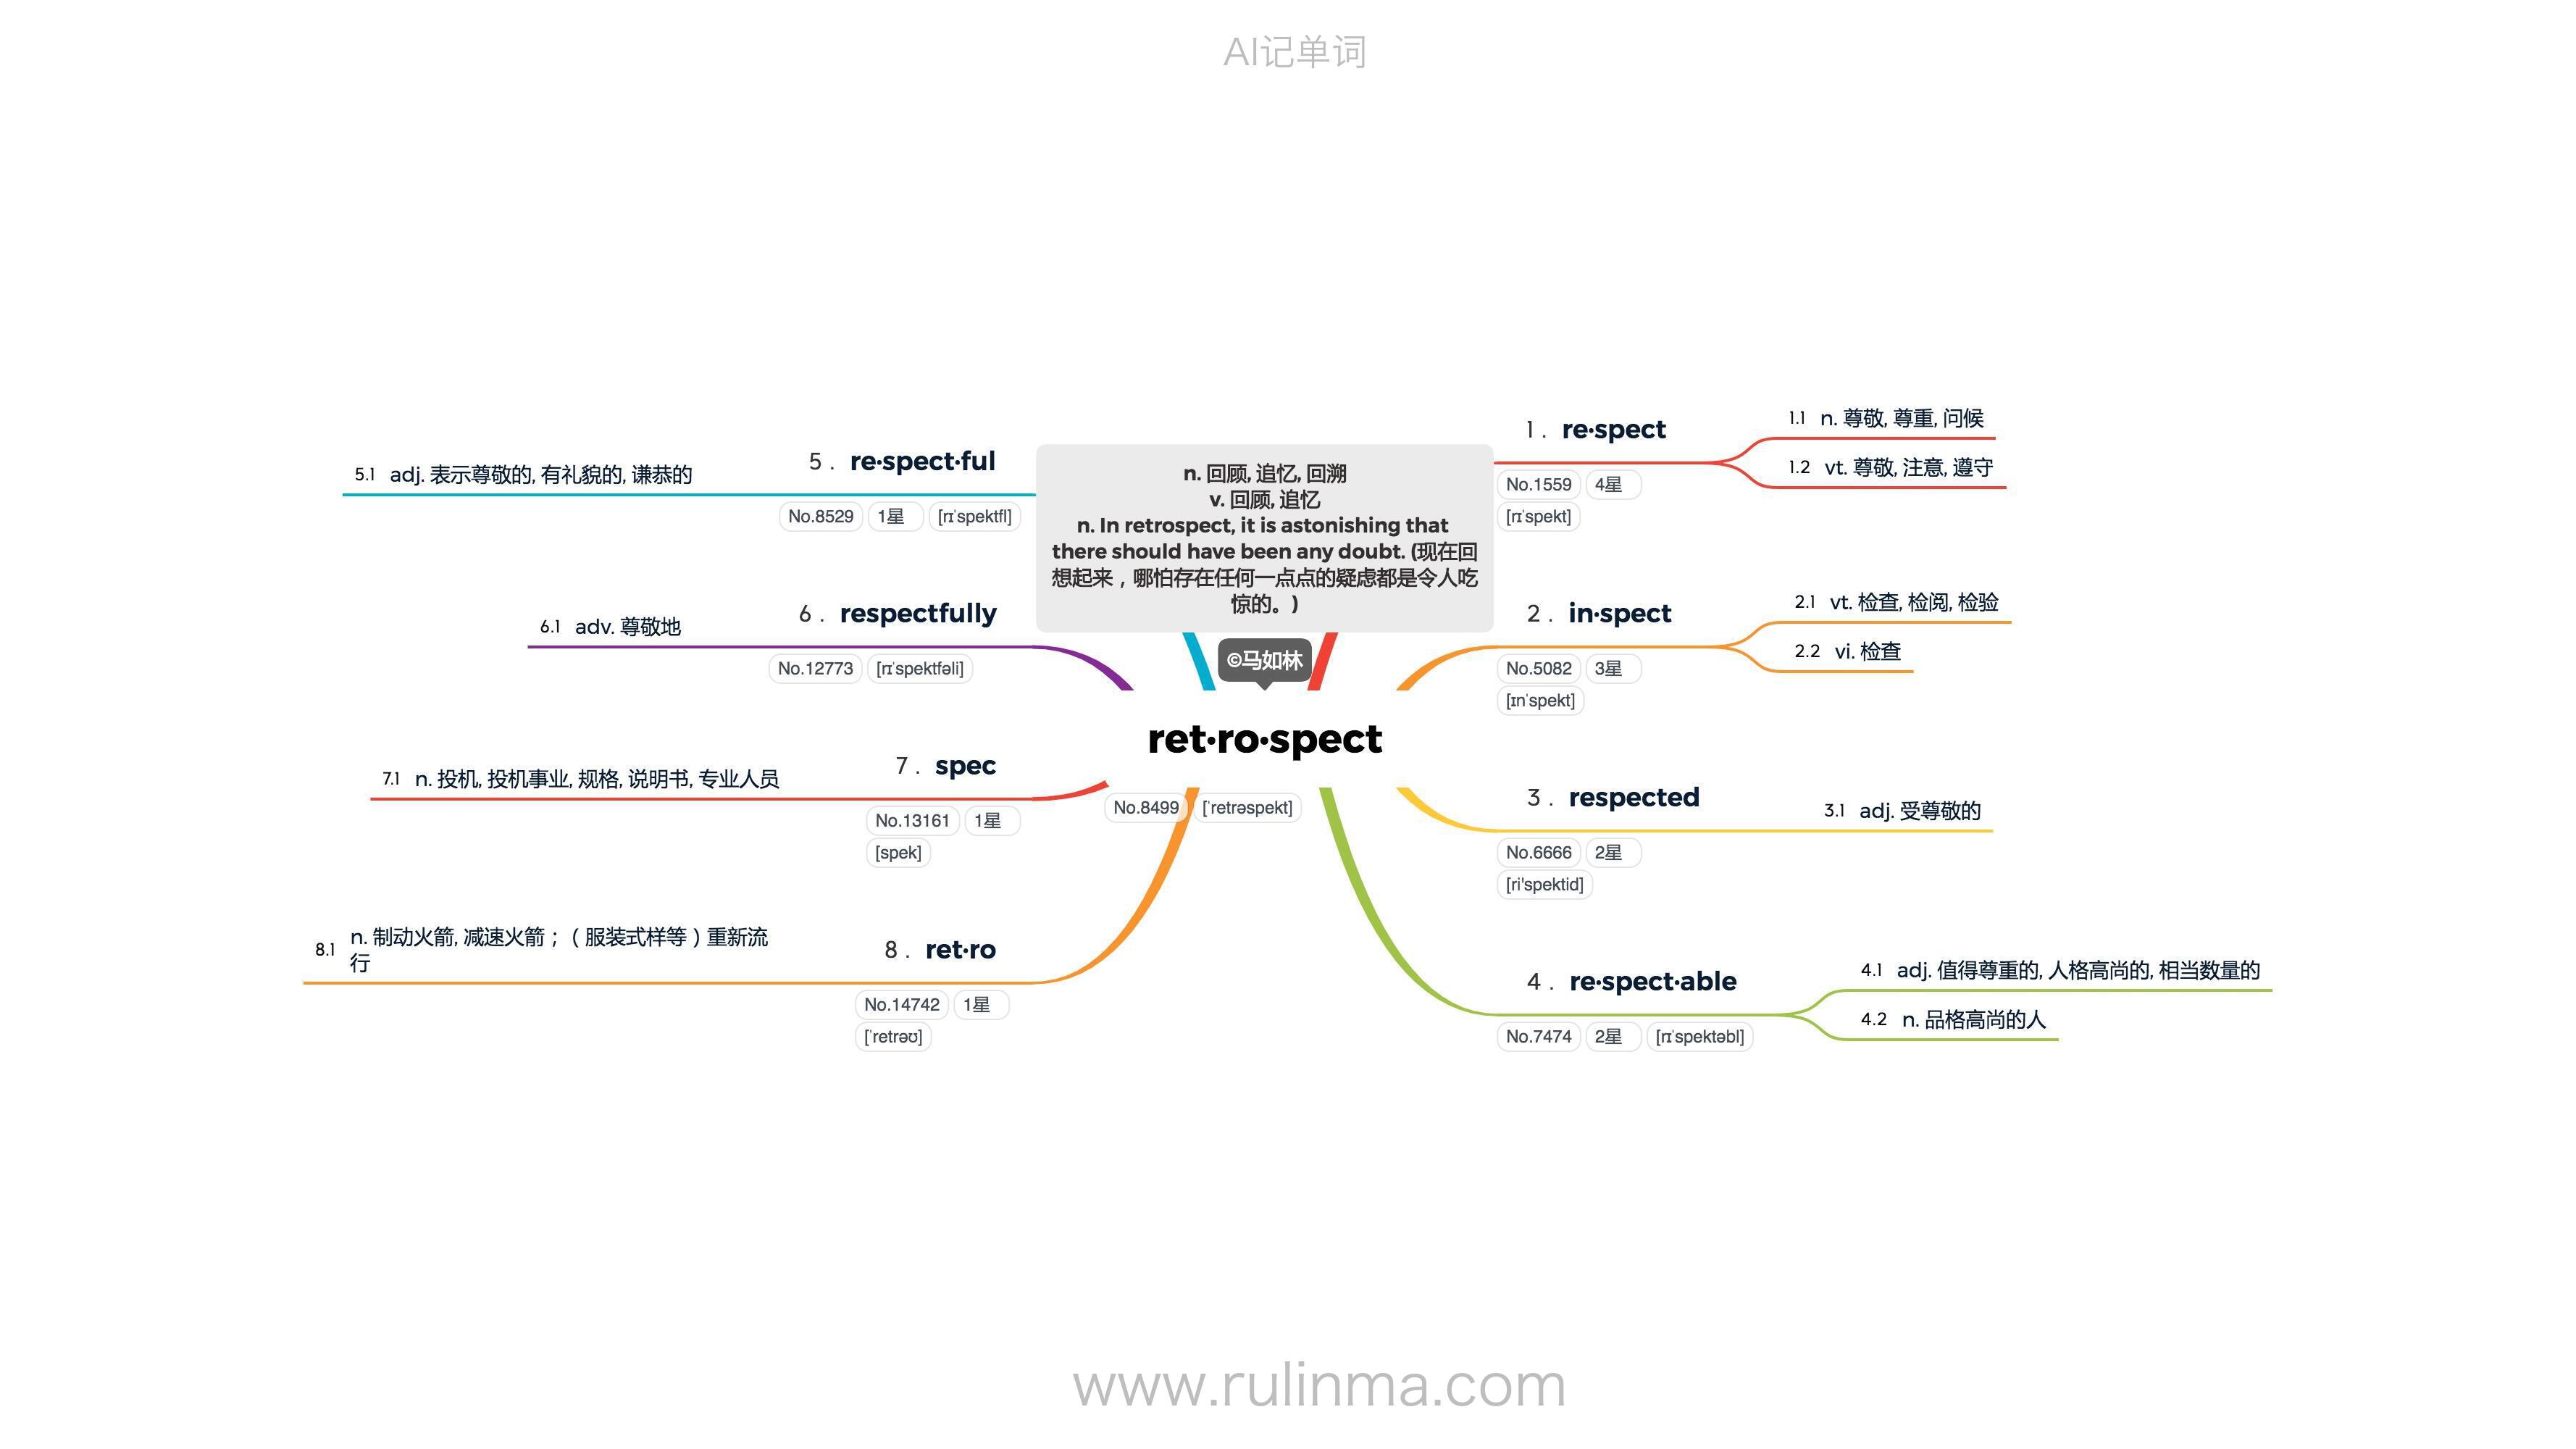 AI记单词
n. 回顾, 追忆, 回溯
v. 回顾, 追忆
n. In retrospect, it is astonishing that
there should have been any doubt. (现在回
想起来，哪怕存在任何一点点的疑虑都是令人吃
惊的。)
©马如林
ret·ro·spect
No.8499 [ˈretrəspekt]
1 . re·spect
No.1559 4星
[rɪˈspekt]
1.1 n. 尊敬, 尊重, 问候
1.2 vt. 尊敬, 注意, 遵守
2 . in·spect
No.5082 3星
[ɪnˈspekt]
2.1 vt. 检查, 检阅, 检验
2.2 vi. 检查
3 . respected
No.6666 2星
[ri'spektid]
3.1 adj. 受尊敬的
4 . re·spect·able
No.7474 2星 [rɪˈspektəbl]
4.1 adj. 值得尊重的, 人格高尚的, 相当数量的
4.2 n. 品格高尚的人
5 . re·spect·ful
No.8529 1星 [rɪˈspektfl]
5.1 adj. 表示尊敬的, 有礼貌的, 谦恭的
6 . respectfully
No.12773 [rɪˈspektfəli]
6.1 adv. 尊敬地
7 . spec
No.13161 1星
[spek]
7.1 n. 投机, 投机事业, 规格, 说明书, 专业人员
8 . ret·ro
No.14742 1星
[ˈretrəʊ]
8.1 n. 制动火箭, 减速火箭；（服装式样等）重新流
行
www.rulinma.com